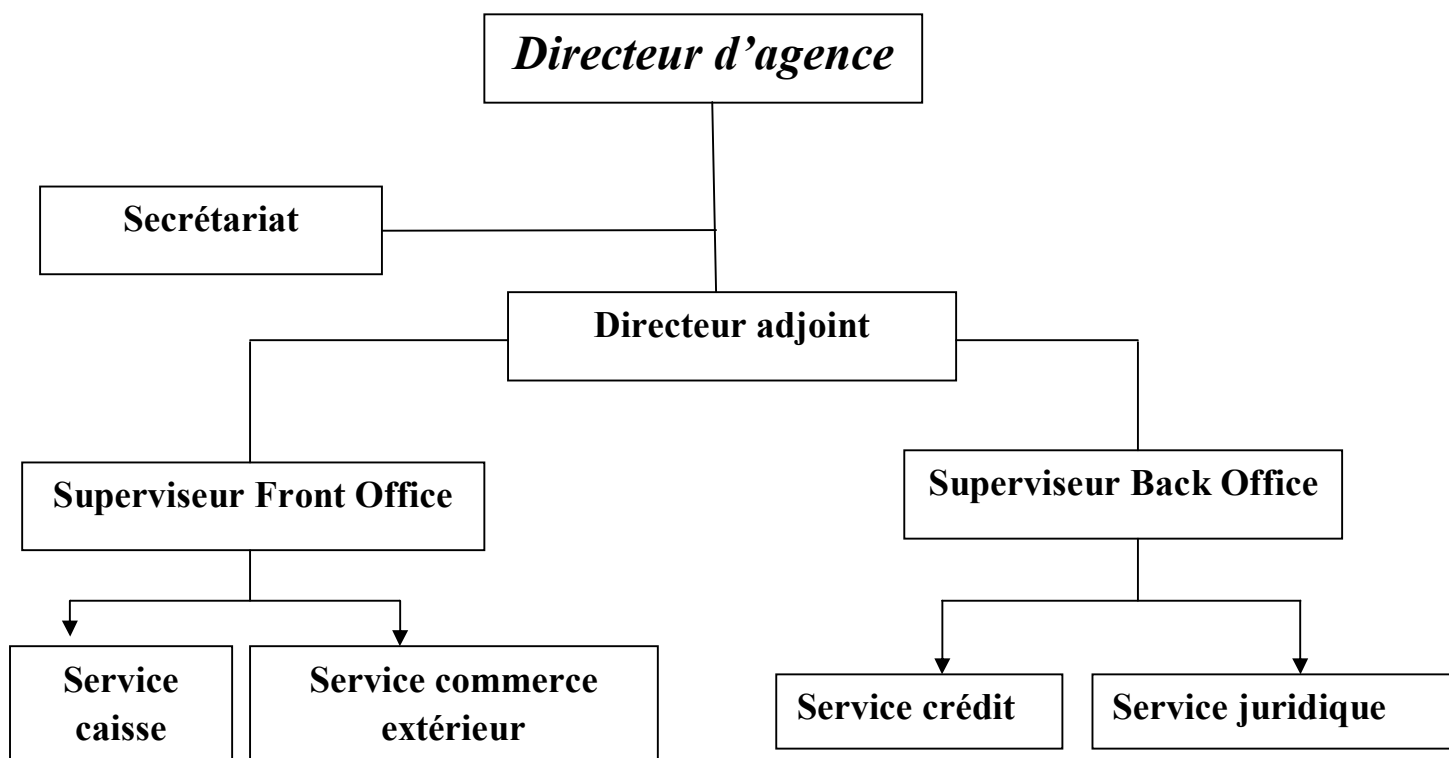 Directeur d’agence
Secrétariat
Directeur adjoint
Superviseur Front Office
Superviseur Back Office
Service
caisse
Service commerce
extérieur
Service crédit
Service juridique